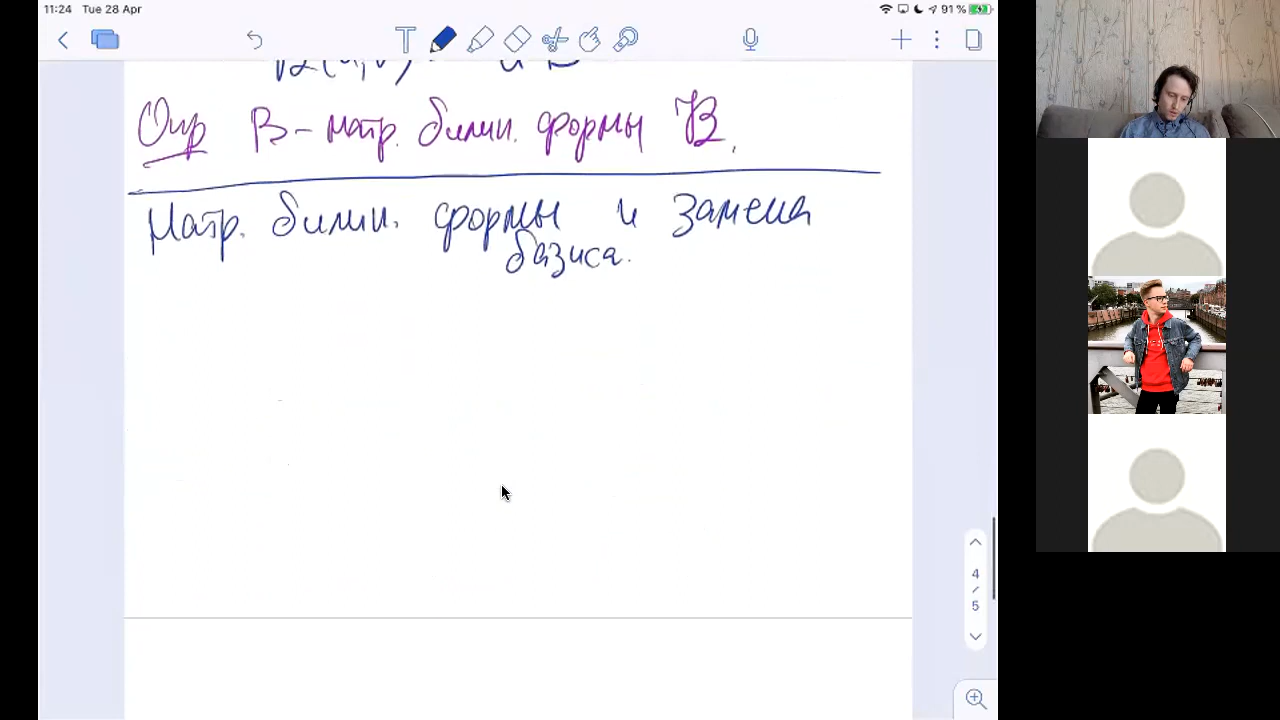 11:24 Tue 28 Apr
91 %
T
Опр B – матр. билин. формы B.
Матр. билин. формы и замена
базиса.
4
/
5